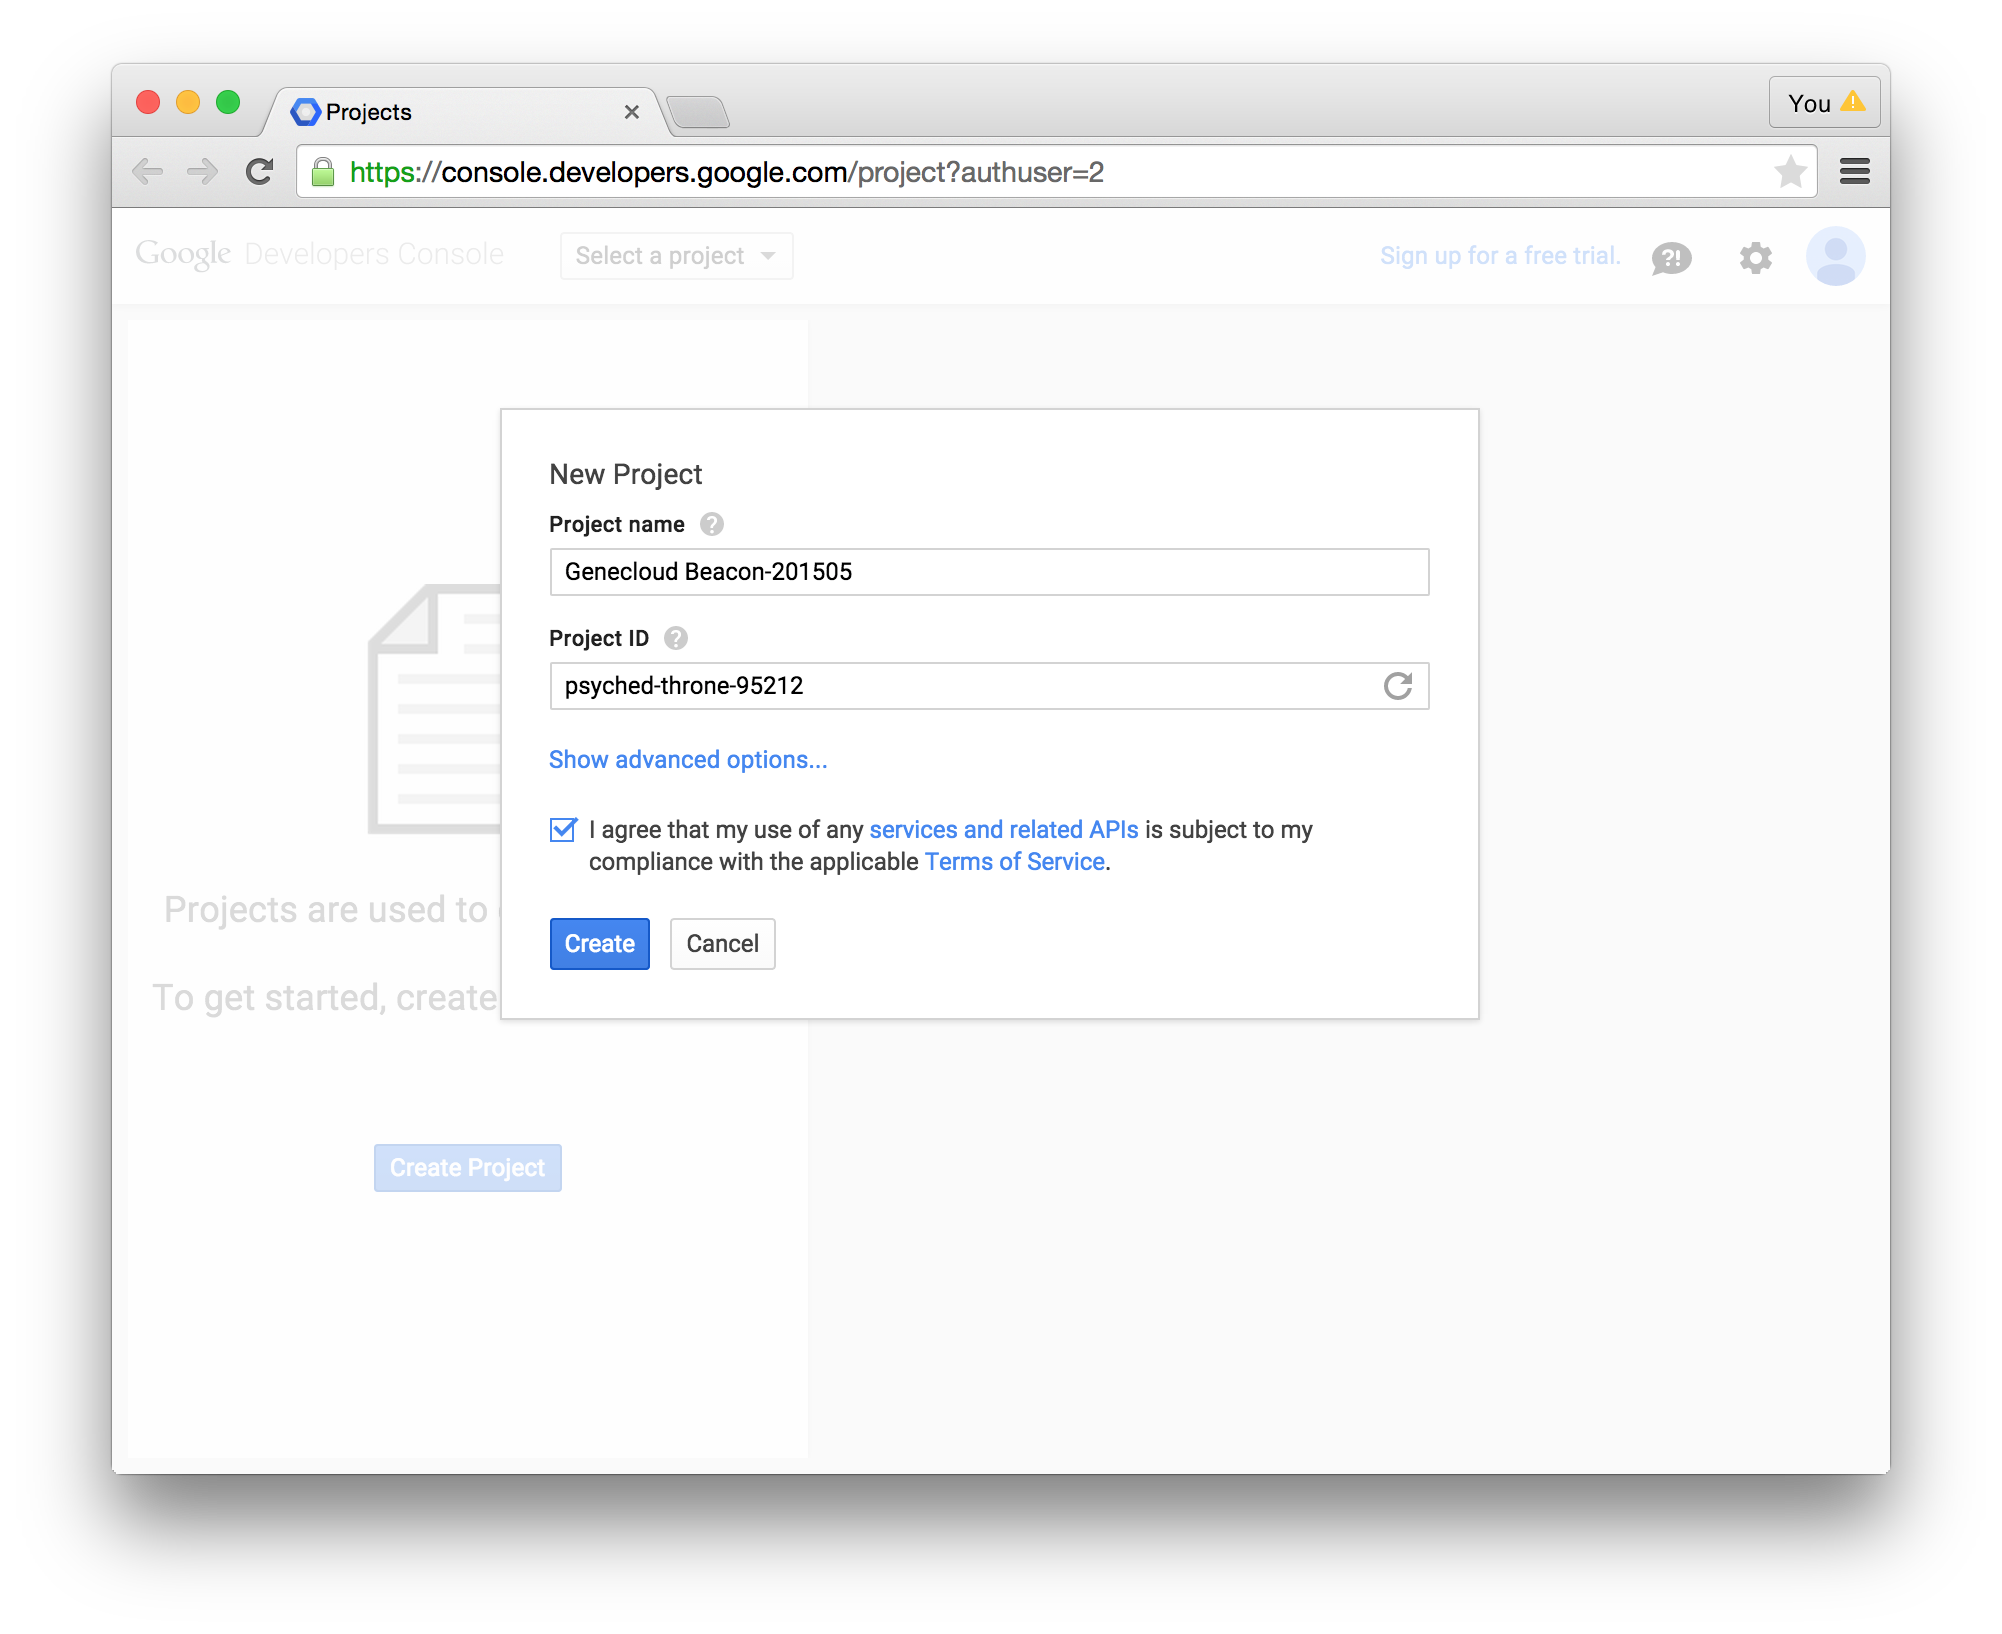 Projects
You
https://console.developers.google.com/project?authuser=2
Google Developers Console
Select a project
Sign up for a free trial.
New Project
Project name
Genecloud Beacon-201505
Project ID
psyched-throne-95212
Show advanced options...
I agree that my use of any services and related APIs is subject to my
compliance with the applicable Terms of Service.
Create
Cancel
Projects are used to
To get started, create
Create Project